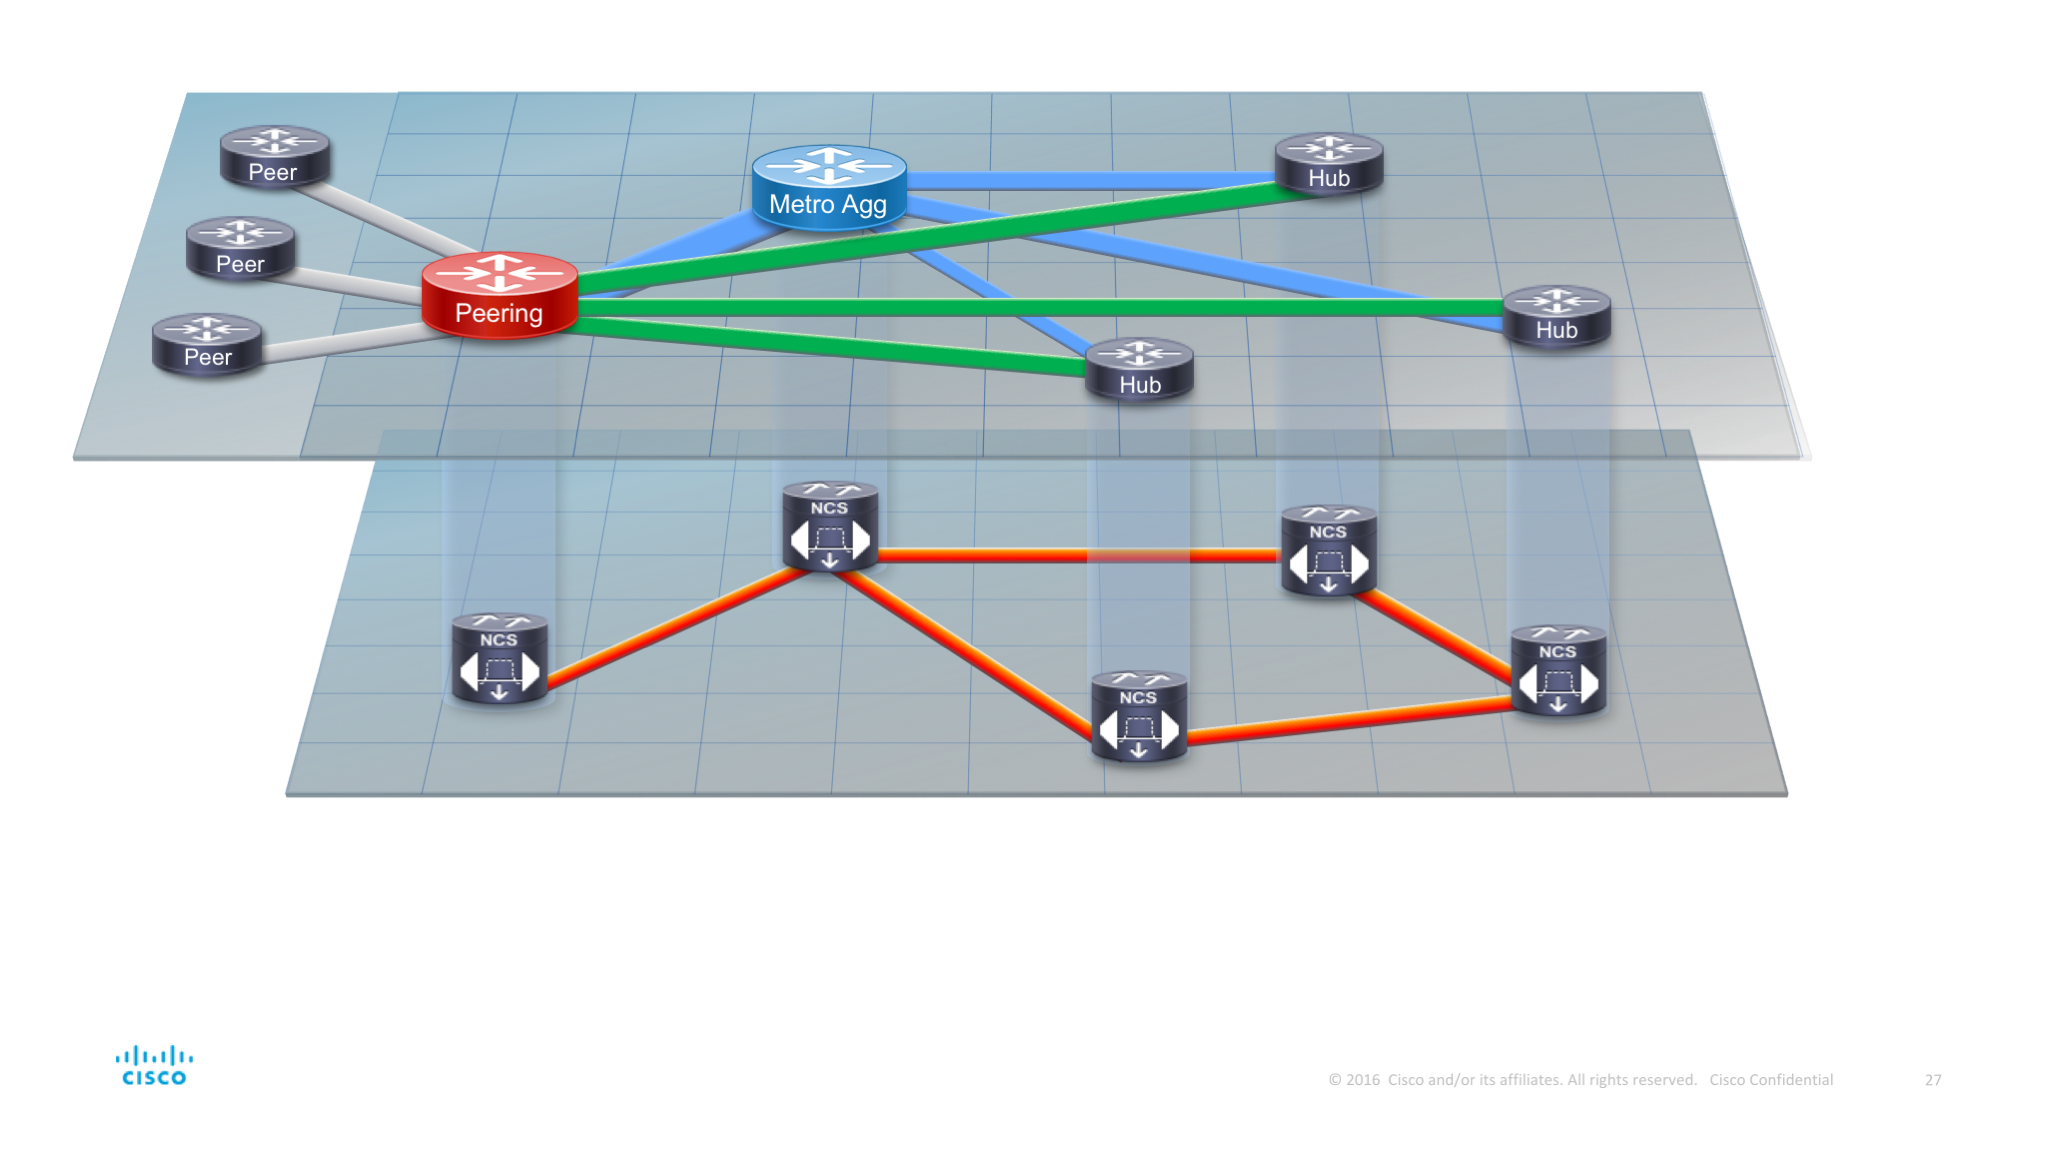 Peer
Metro Agg
Hub
Peer
Peering
Hub
Peer
Hub
NCS
NCS
NCS
NCS
NCS
CISCO
© 2016 Cisco and/or its affiliates. All rights reserved. Cisco Confidential
27